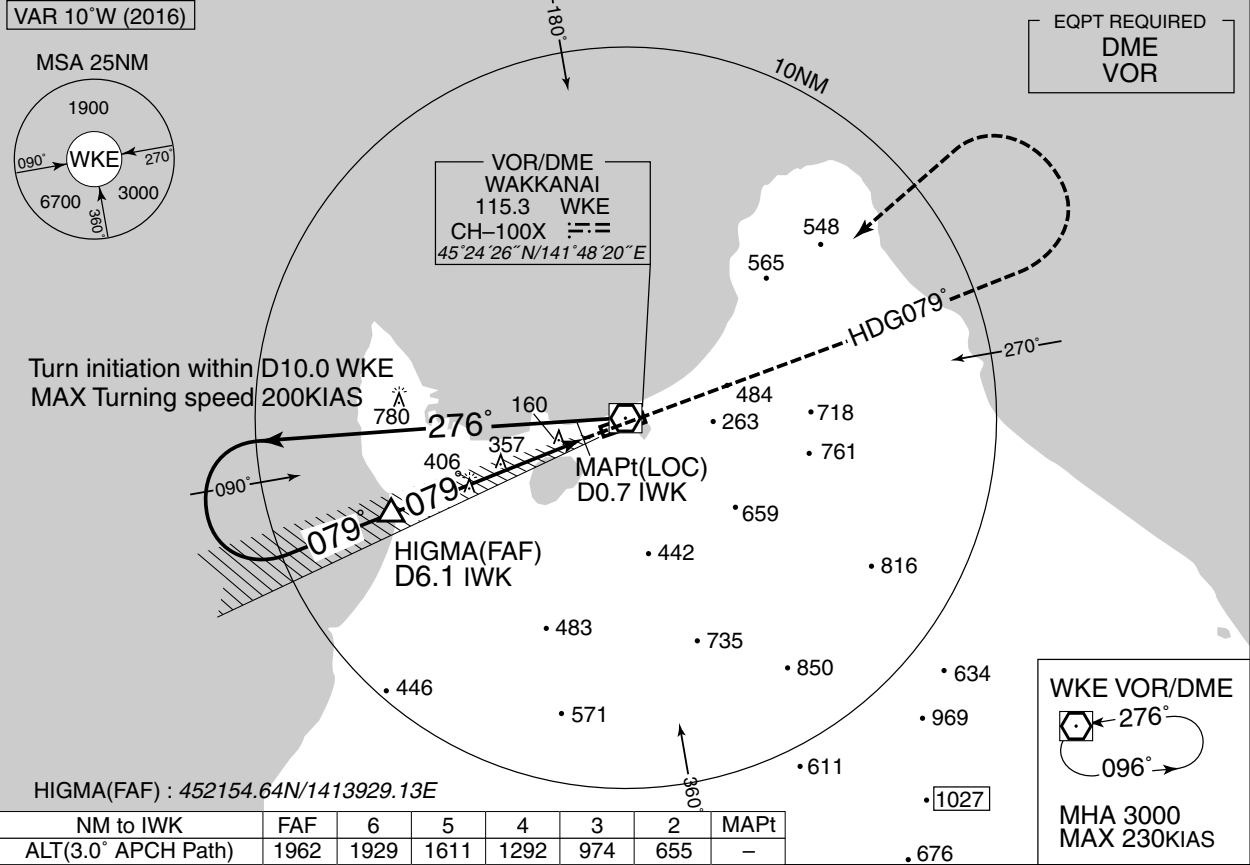 VAR 10˚W (2016)
MSA 25NM
1900
090˚
WKE
270˚
6700
3000
360˚
180˚
10NM
EQPT REQUIRED
DME
VOR
VOR/DME
WAKKANAI
115.3 WKE
CH–100X
45˚24´26˝N/141˚48´20˝E
548
565
HDG079˚
270˚
Turn initiation within D10.0 WKE
MAX Turning speed 200KIAS
780
276˚
160
357
406
484
263
718
761
MAPt(LOC)
D0.7 IWK
090˚
079˚
079˚
HIGMA(FAF)
D6.1 IWK
659
442
816
483
735
850
634
446
571
969
611
1027
676
360˚
WKE VOR/DME
276˚
096˚
MHA 3000
MAX 230KIAS
HIGMA(FAF) : 452154.64N/1413929.13E
NM to IWK FAF 6 5 4 3 2 MAPt
ALT(3.0˚ APCH Path) 1962 1929 1611 1292 974 655 –